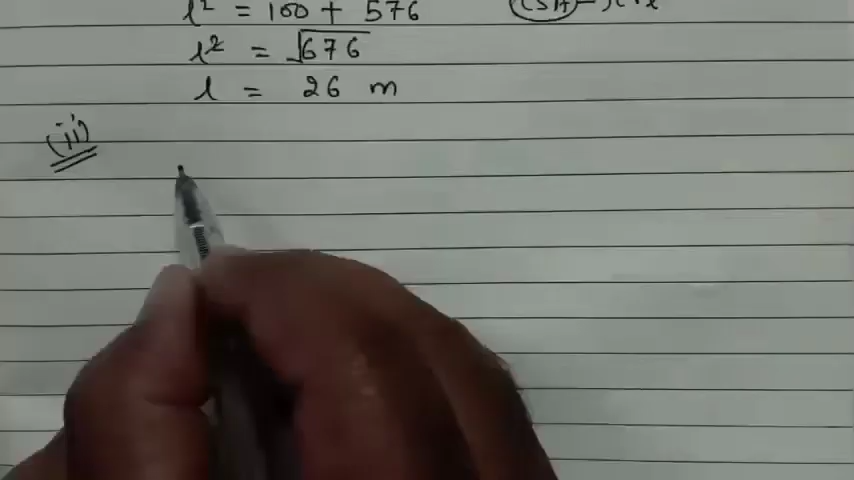 l² = 100 + 576
l² = √676
l = 26 m
(ii)